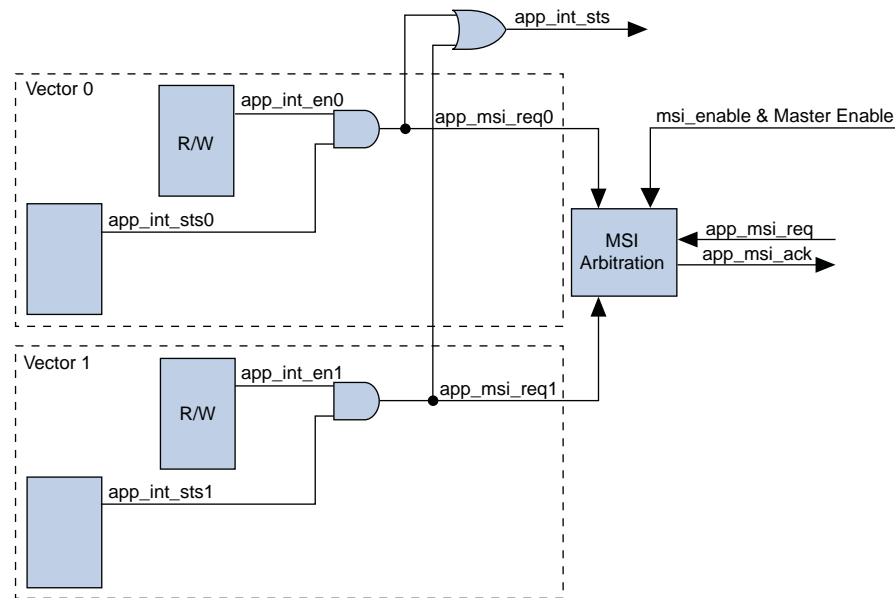 app_int_sts
Vector 0
app_int_en0
R/W
app_msi_req0
msi_enable & Master Enable
app_int_sts0
MSI
Arbitration
app_msi_req
app_msi_ack
Vector 1
app_int_en1
R/W
app_msi_req1
app_int_sts1